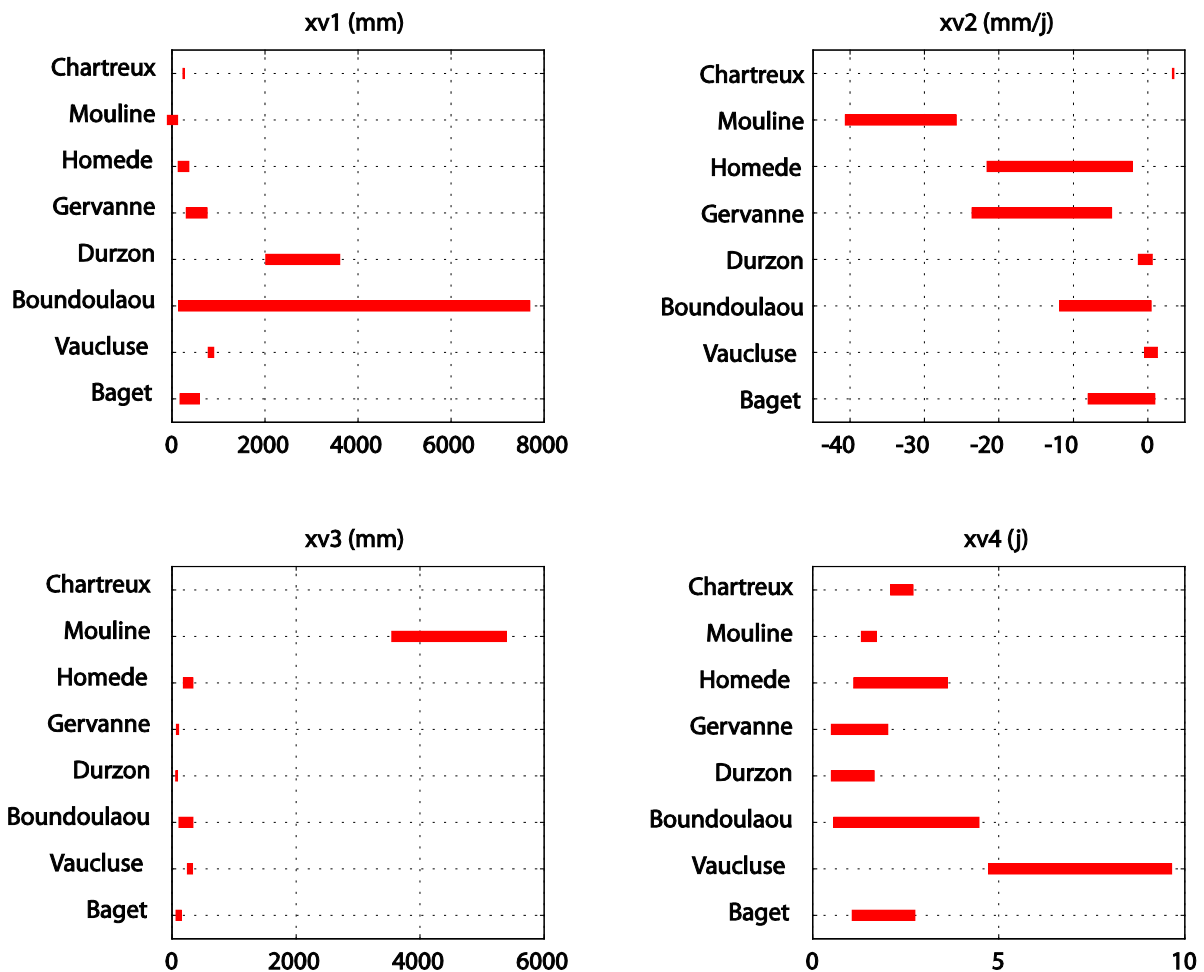 xv1 (mm)
Chartreux
Mouline
Homede
Gervanne
Durzon
Boundoulaou
Vaucluse
Baget
0 2000 4000 6000 8000
xv2 (mm/j)
Chartreux
Mouline
Homede
Gervanne
Durzon
Boundoulaou
Vaucluse
Baget
-40 -30 -20 -10 0
xv3 (mm)
Chartreux
Mouline
Homede
Gervanne
Durzon
Boundoulaou
Vaucluse
Baget
0 2000 4000 6000
xv4 (j)
Chartreux
Mouline
Homede
Gervanne
Durzon
Boundoulaou
Vaucluse
Baget
0 5 10